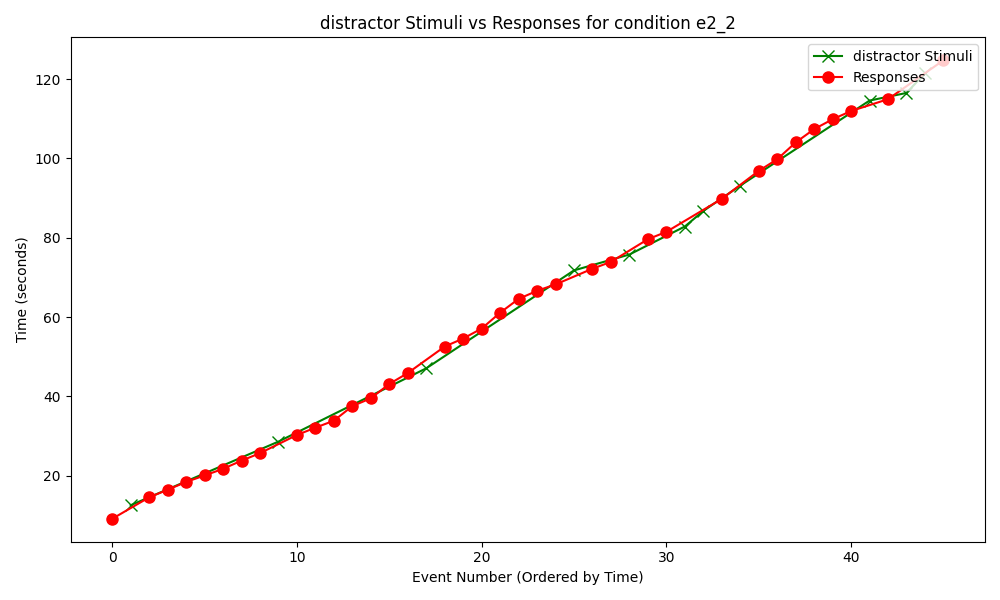 distractor Stimuli vs Responses for condition e2_2
distractor Stimuli
Responses
Time (seconds)
120
100
80
60
40
20
0
10
20
30
40
Event Number (Ordered by Time)